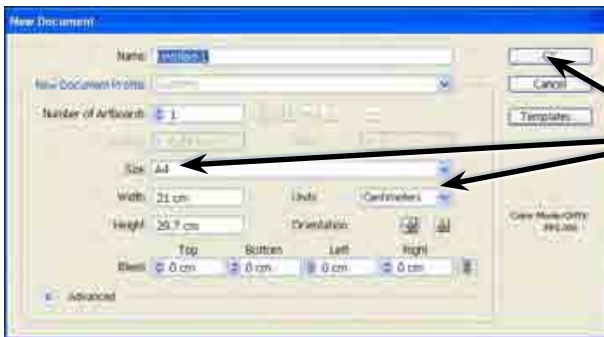 New Document
Name: Untitled-1
OK
New Document Profile:
Cancel
Number of Artboards: 1
Templates...
Size: A4
Width: 21 cm Units: Centimeters
Height: 29.7 cm Orientation:
Color Mode:CMYK
Top Bottom Left Right
Bleed: 0 cm 0 cm 0 cm 0 cm
Advanced